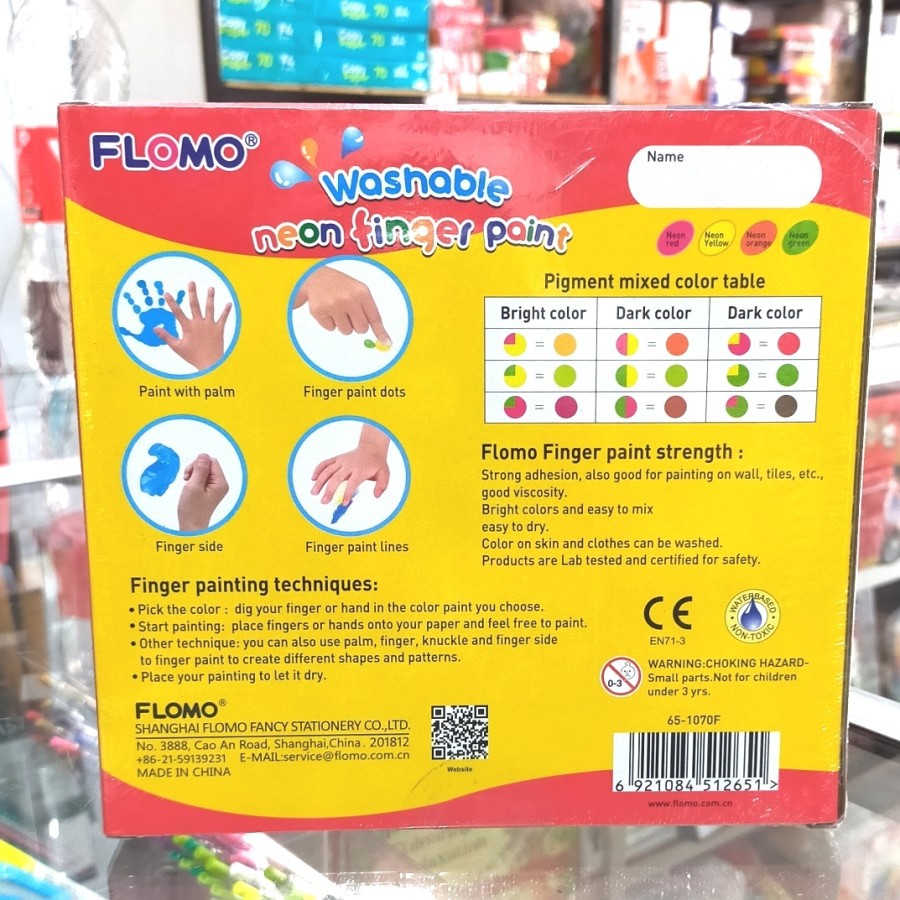 Copy Paper 70
Copy Paper 70
FLOMO®
Washable
neon finger paint
Name
Neon red
Neon Yellow
Neon orange
Neon green
Paint with palm
Finger paint dots
Finger side
Finger paint lines
Pigment mixed color table
Bright color Dark color Dark color
=
=
=
=
=
=
=
=
=
Flomo Finger paint strength :
Strong adhesion, also good for painting on wall, tiles, etc.,
good viscosity.
Bright colors and easy to mix
easy to dry.
Color on skin and clothes can be washed.
Products are Lab tested and certified for safety.
Finger painting techniques:
• Pick the color : dig your finger or hand in the color paint you choose.
• Start painting: place fingers or hands onto your paper and feel free to paint.
• Other technique: you can also use palm, finger, knuckle and finger side
to finger paint to create different shapes and patterns.
• Place your painting to let it dry.
CE
EN71-3
WATERBASED
NON-TOXIC
0-3
WARNING:CHOKING HAZARD-
Small parts.Not for children
under 3 yrs.
FLOMO®
SHANGHAI FLOMO FANCY STATIONERY CO.,LTD.
No. 3888, Cao An Road, Shanghai,China. 201812
+86-21-59139231 E-MAIL:service@flomo.com.cn
MADE IN CHINA
Website
65-1070F
6 921084 512651 >
www.flomo.com.cn